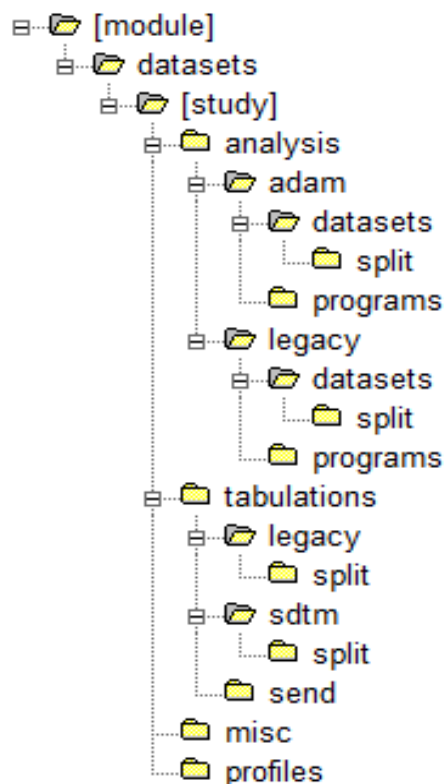 [module]
datasets
[study]
analysis
adam
datasets
split
programs
legacy
datasets
split
programs
tabulations
legacy
split
sdtm
split
send
misc
profiles